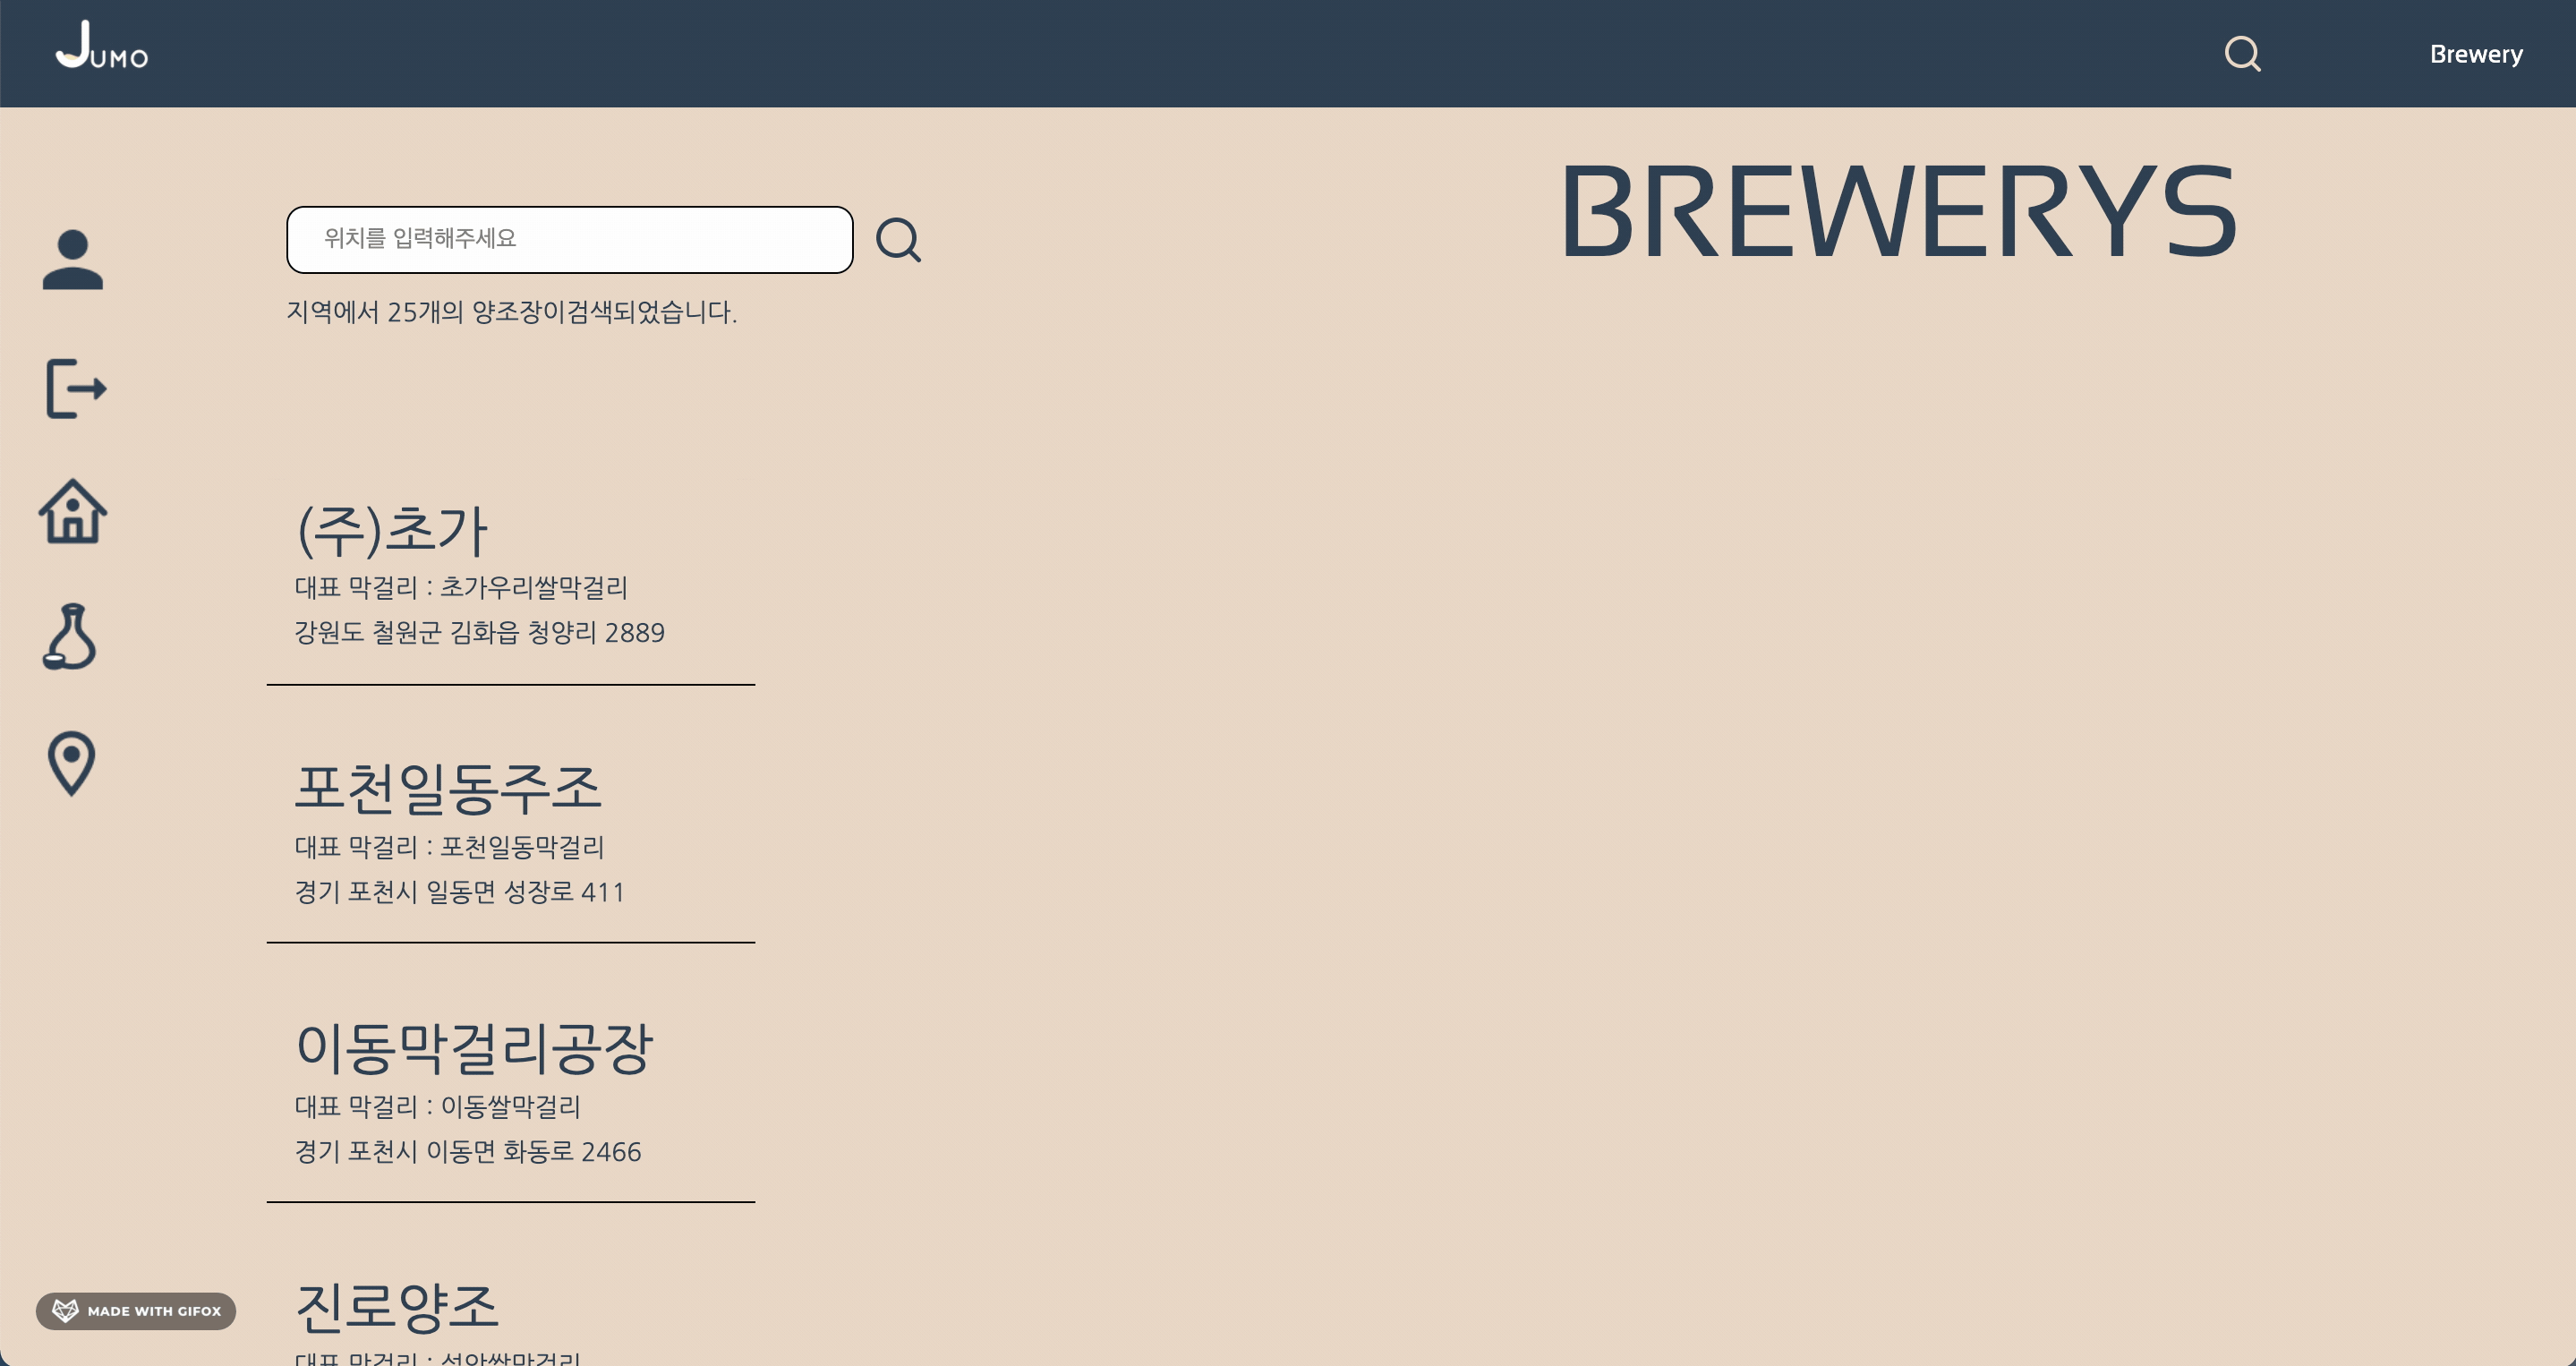 JUMO
Brewery
BREWERYS
위치를 입력해주세요
지역에서 25개의 양조장이검색되었습니다.
(주)초가
대표 막걸리 : 초가우리쌀막걸리
강원도 철원군 김화읍 청양리 2889
포천일동주조
대표 막걸리 : 포천일동막걸리
경기 포천시 일동면 성장로 411
이동막걸리공장
대표 막걸리 : 이동쌀막걸리
경기 포천시 이동면 화동로 2466
진로양조
대표 막걸리 :
MADE WITH GIFOX